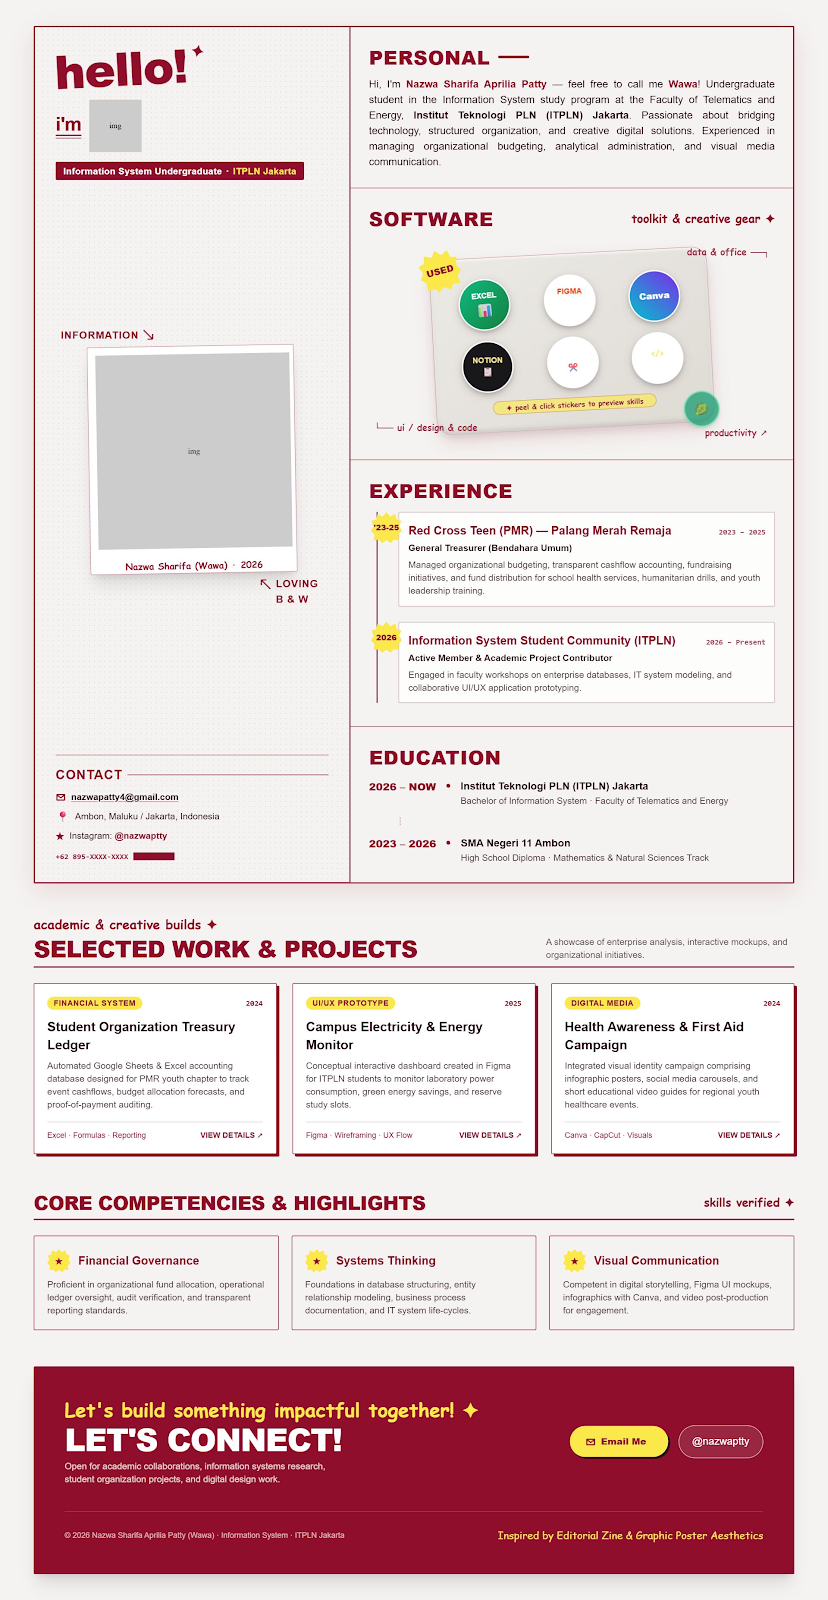 hello! ✦
i'm
img
Information System Undergraduate · ITPLN Jakarta
INFORMATION ↘
img
Nazwa Sharifa (Wawa) · 2026
↖ LOVING
B & W
CONTACT
nazwapatty4@gmail.com
Ambon, Maluku / Jakarta, Indonesia
★ Instagram: @nazwaptty
+62 895-XXXX-XXXX
PERSONAL
Hi, I'm Nazwa Sharifa Aprilia Patty — feel free to call me Wawa! Undergraduate
student in the Information System study program at the Faculty of Telematics and
Energy, Institut Teknologi PLN (ITPLN) Jakarta. Passionate about bridging
technology, structured organization, and creative digital solutions. Experienced in
managing organizational budgeting, analytical administration, and visual media
communication.
SOFTWARE
toolkit & creative gear ✦
data & office
USED
EXCEL
FIGMA
Canva
NOTION
</>
✦ peel & click stickers to preview skills
ui / design & code
productivity ↗
EXPERIENCE
'23-25
Red Cross Teen (PMR) — Palang Merah Remaja
2023 – 2025
General Treasurer (Bendahara Umum)
Managed organizational budgeting, transparent cashflow accounting, fundraising
initiatives, and fund distribution for school health services, humanitarian drills, and youth
leadership training.
2026
Information System Student Community (ITPLN)
2026 – Present
Active Member & Academic Project Contributor
Engaged in faculty workshops on enterprise databases, IT system modeling, and
collaborative UI/UX application prototyping.
EDUCATION
2026 – NOW • Institut Teknologi PLN (ITPLN) Jakarta
Bachelor of Information System · Faculty of Telematics and Energy
2023 – 2026 • SMA Negeri 11 Ambon
High School Diploma · Mathematics & Natural Sciences Track
academic & creative builds ✦
SELECTED WORK & PROJECTS
A showcase of enterprise analysis, interactive mockups, and
organizational initiatives.
FINANCIAL SYSTEM
2024
Student Organization Treasury
Ledger
Automated Google Sheets & Excel accounting
database designed for PMR youth chapter to track
event cashflows, budget allocation forecasts, and
proof-of-payment auditing.
Excel · Formulas · Reporting
VIEW DETAILS ↗
UI/UX PROTOTYPE
2025
Campus Electricity & Energy
Monitor
Conceptual interactive dashboard created in Figma
for ITPLN students to monitor laboratory power
consumption, green energy savings, and reserve
study slots.
Figma · Wireframing · UX Flow
VIEW DETAILS ↗
DIGITAL MEDIA
2024
Health Awareness & First Aid
Campaign
Integrated visual identity campaign comprising
infographic posters, social media carousels, and
short educational video guides for regional youth
healthcare events.
Canva · CapCut · Visuals
VIEW DETAILS ↗
CORE COMPETENCIES & HIGHLIGHTS
skills verified ✦
★ Financial Governance
Proficient in organizational fund allocation, operational
ledger oversight, audit verification, and transparent
reporting standards.
★ Systems Thinking
Foundations in database structuring, entity
relationship modeling, business process
documentation, and IT system life-cycles.
★ Visual Communication
Competent in digital storytelling, Figma UI mockups,
infographics with Canva, and video post-production
for engagement.
Let's build something impactful together! ✦
LET'S CONNECT!
Open for academic collaborations, information systems research,
student organization projects, and digital design work.
Email Me
@nazwaptty
© 2026 Nazwa Sharifa Aprilia Patty (Wawa) · Information System · ITPLN Jakarta
Inspired by Editorial Zine & Graphic Poster Aesthetics